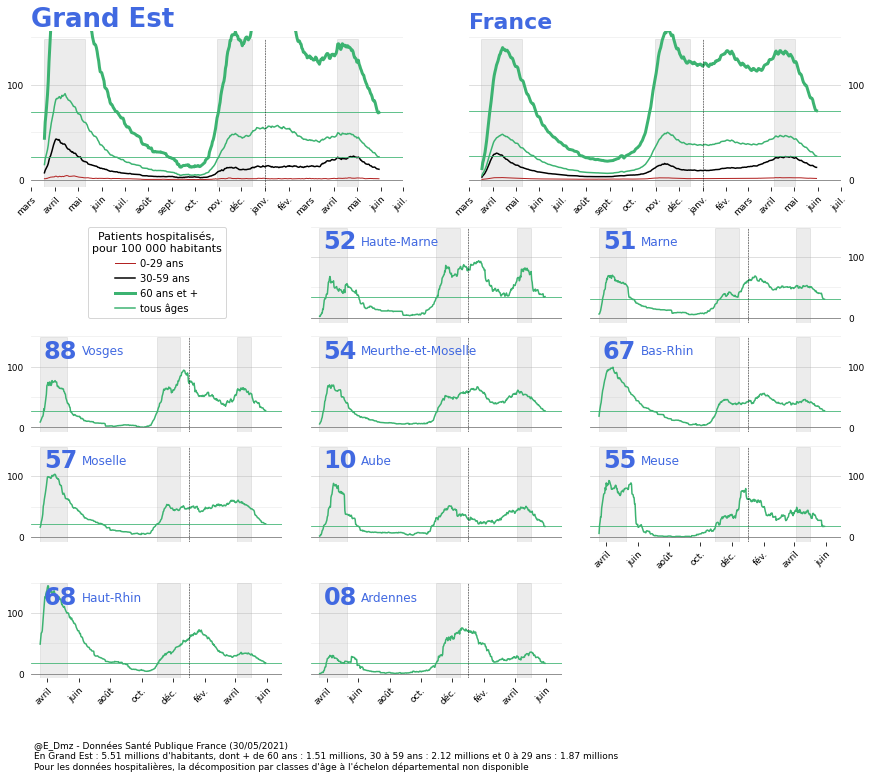 Grand Est
France
100
0
mars avril mai juin juil. août sept. oct. nov. déc. janv. fév. mars avril mai juin juil.
100
0
mars avril mai juin juil. août sept. oct. nov. déc. janv. fév. mars avril mai juin juil.
Patients hospitalisés,
pour 100 000 habitants
0-29 ans
30-59 ans
60 ans et +
tous âges
52 Haute-Marne
51 Marne
100
0
88 Vosges
100
0
54 Meurthe-et-Moselle
67 Bas-Rhin
100
0
57 Moselle
100
0
10 Aube
55 Meuse
100
0
avril juin août oct. déc. fév. avril juin
68 Haut-Rhin
100
0
avril juin août oct. déc. fév. avril juin
08 Ardennes
avril juin août oct. déc. fév. avril juin
@E_Dmz - Données Santé Publique France (30/05/2021)
En Grand Est : 5.51 millions d'habitants, dont + de 60 ans : 1.51 millions, 30 à 59 ans : 2.12 millions et 0 à 29 ans : 1.87 millions
Pour les données hospitalières, la décomposition par classes d'âge à l'échelon départemental non disponible